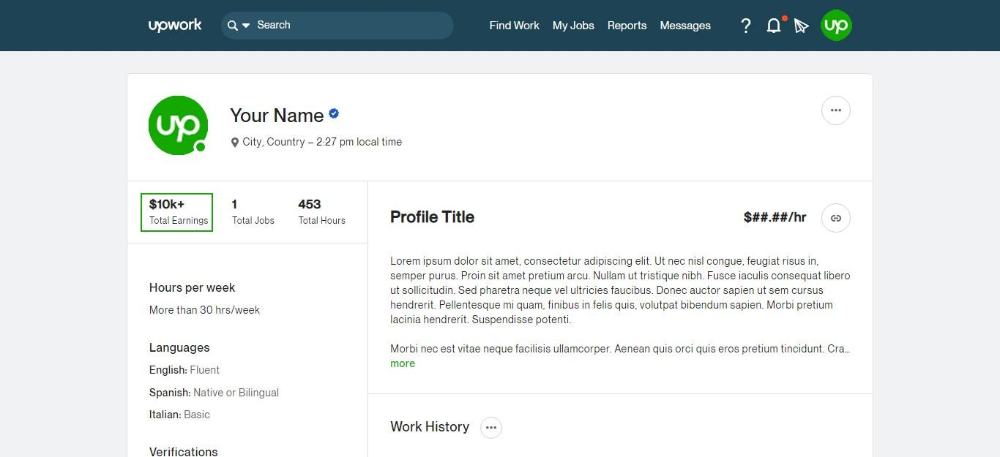 upwork Search Find Work My Jobs Reports Messages ? up
up
Your Name
City, Country – 2:27 pm local time
$10k+ 1 453
Total Earnings Total Jobs Total Hours
Hours per week
More than 30 hrs/week
Languages
English: Fluent
Spanish: Native or Bilingual
Italian: Basic
Verifications
Profile Title $##.##/hr
Lorem ipsum dolor sit amet, consectetur adipiscing elit. Ut nec nisl congue, feugiat risus in,
semper purus. Proin sit amet pretium arcu. Nullam ut tristique nibh. Fusce iaculis consequat libero
ut sollicitudin. Sed pharetra neque vel ultricies faucibus. Donec auctor sapien ut sem cursus
hendrerit. Pellentesque mi quam, finibus in felis quis, volutpat bibendum sapien. Morbi pretium
lacinia hendrerit. Suspendisse potenti.
Morbi nec est vitae neque facilisis ullamcorper. Aenean quis orci quis eros pretium tincidunt. Cra...
more
Work History